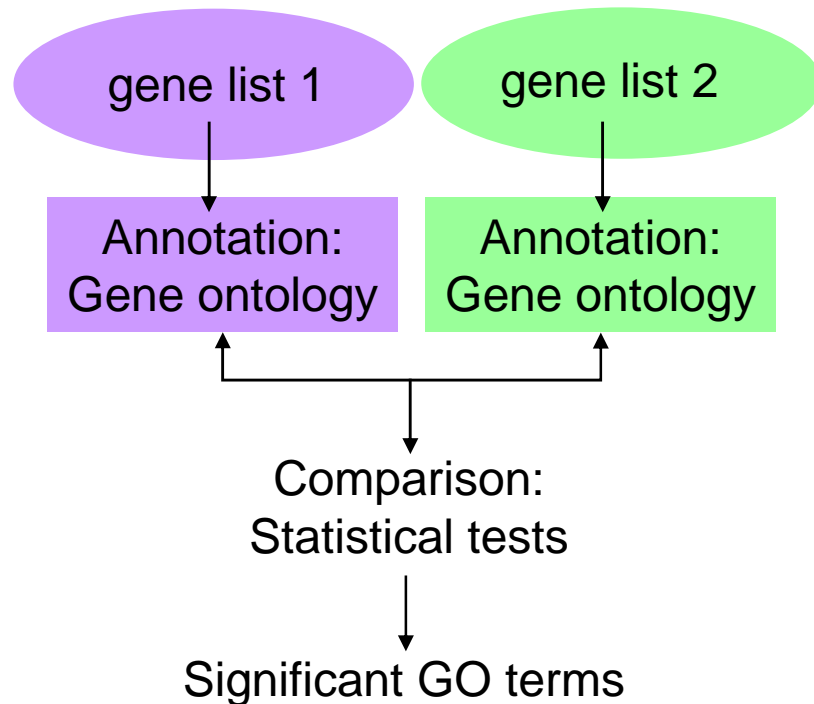 gene list 1
gene list 2
Annotation:
Gene ontology
Annotation:
Gene ontology
Comparison:
Statistical tests
Significant GO terms